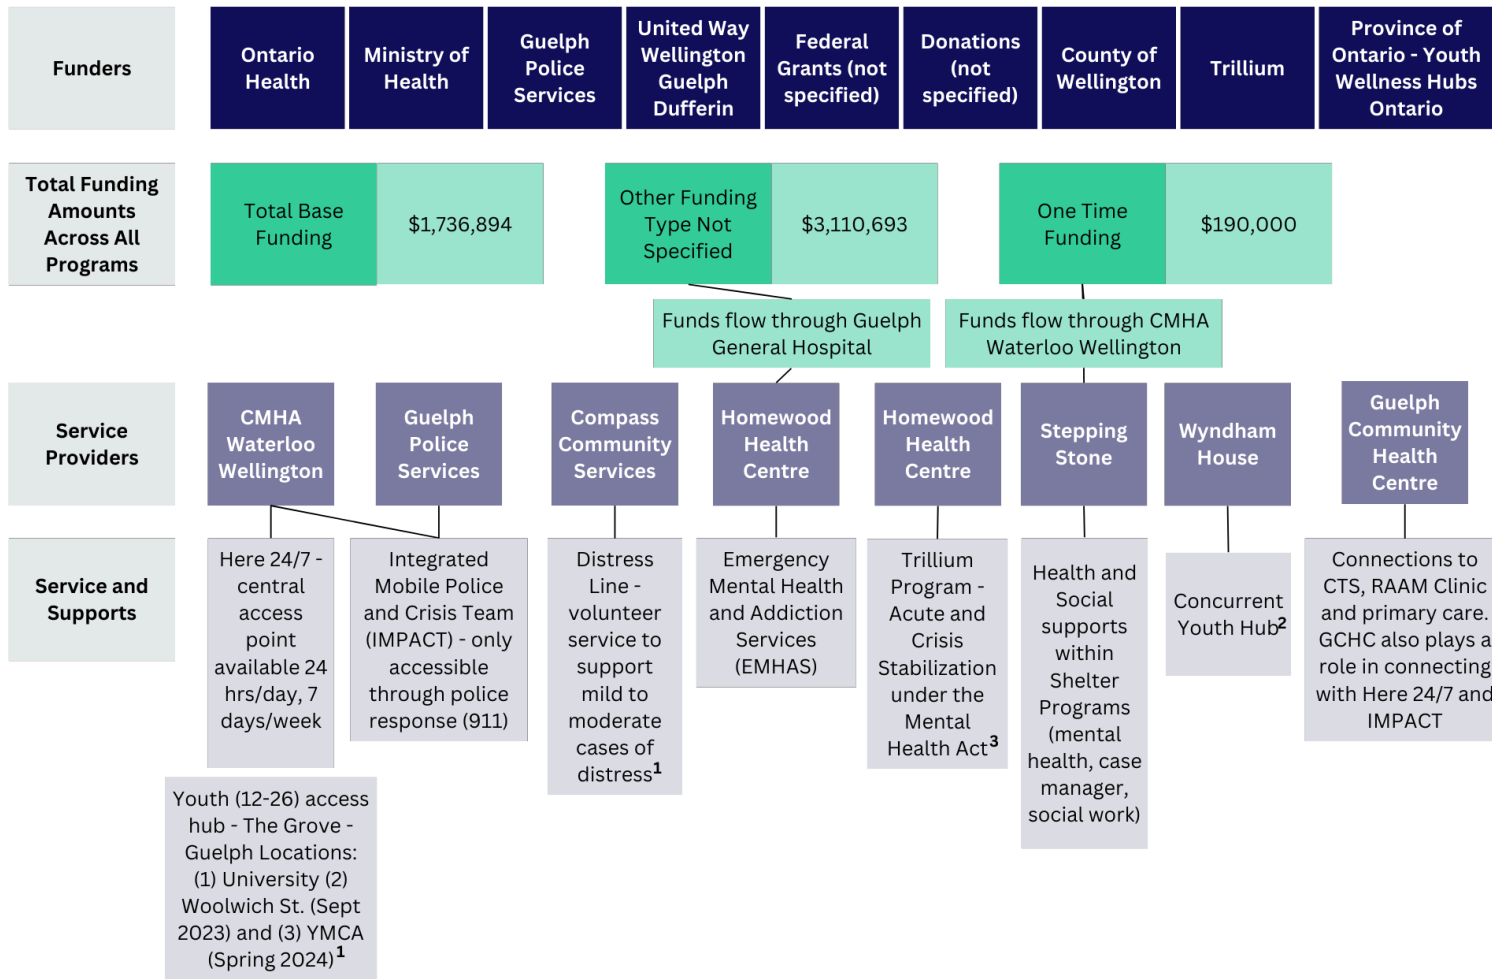 Funders
Ontario
Health
Ministry of
Health
Guelph
Police
Services
United Way
Wellington
Guelph
Dufferin
Federal
Grants (not
specified)
Donations
(not
specified)
County of
Wellington
Trillium
Province of
Ontario - Youth
Wellness Hubs
Ontario
Total Funding
Amounts
Across All
Programs
Total Base
Funding
$1,736,894
Other Funding
Type Not
Specified
$3,110,693
One Time
Funding
$190,000
Funds flow through Guelph
General Hospital
Funds flow through CMHA
Waterloo Wellington
Service
Providers
CMHA
Waterloo
Wellington
Guelph
Police
Services
Compass
Community
Services
Homewood
Health
Centre
Homewood
Health
Centre
Stepping
Stone
Wyndham
House
Guelph
Community
Health
Centre
Service and
Supports
Here 24/7 -
central
access
point
available 24
hrs/day, 7
days/week
Integrated
Mobile Police
and Crisis Team
(IMPACT) - only
accessible
through police
response (911)
Distress
Line -
volunteer
service to
support
mild to
moderate
cases of
distress1
Emergency
Mental Health
and Addiction
Services
(EMHAS)
Trillium
Program -
Acute and
Crisis
Stabilization
under the
Mental
Health Act3
Health and
Social
supports
within
Shelter
Programs
(mental
health, case
manager,
social work)
Concurrent
Youth Hub2
Connections to
CTS, RAAM Clinic
and primary care.
GCHC also plays a
role in connecting
with Here 24/7 and
IMPACT
Youth (12-26) access
hub - The Grove -
Guelph Locations:
(1) University (2)
Woolwich St. (Sept
2023) and (3) YMCA
(Spring 2024)1